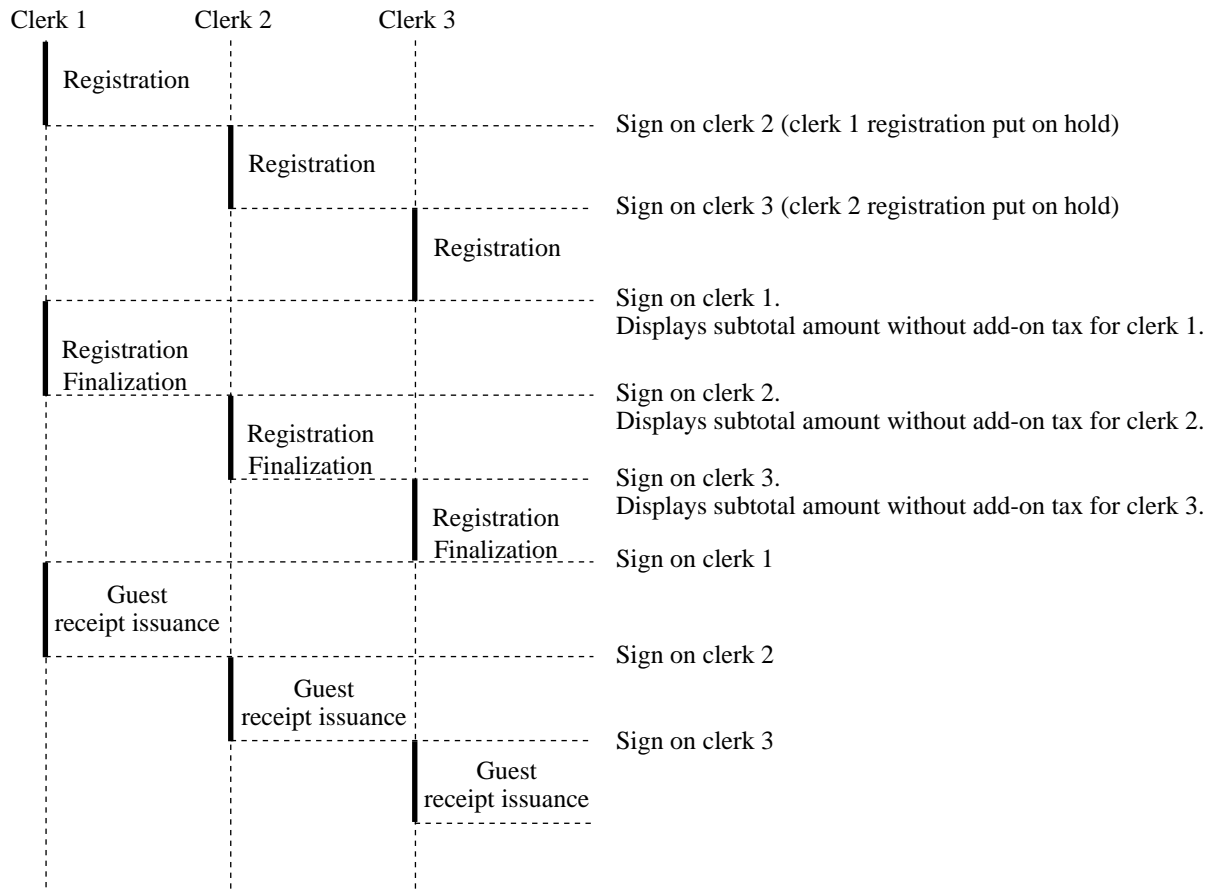 Clerk 1 Clerk 2 Clerk 3
Registration
Sign on clerk 2 (clerk 1 registration put on hold)
Registration
Sign on clerk 3 (clerk 2 registration put on hold)
Registration
Sign on clerk 1.
Displays subtotal amount without add-on tax for clerk 1.
Registration
Finalization
Sign on clerk 2.
Displays subtotal amount without add-on tax for clerk 2.
Registration
Finalization
Sign on clerk 3.
Displays subtotal amount without add-on tax for clerk 3.
Registration
Finalization
Sign on clerk 1
Guest
receipt issuance
Sign on clerk 2
Guest
receipt issuance
Sign on clerk 3
Guest
receipt issuance